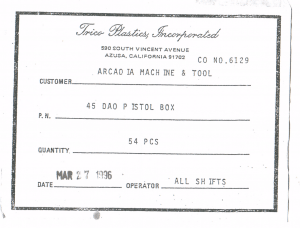 Trico Plastics, Incorporated
590 SOUTH VINCENT AVENUE
AZUSA, CALIFORNIA 91702 CO NO.6129
ARCADIA MACHINE & TOOL
CUSTOMER
45 DAO PISTOL BOX
P.N.
54 PCS
QUANTITY
DATE MAR 27 1996 OPERATOR ALL SHIFTS